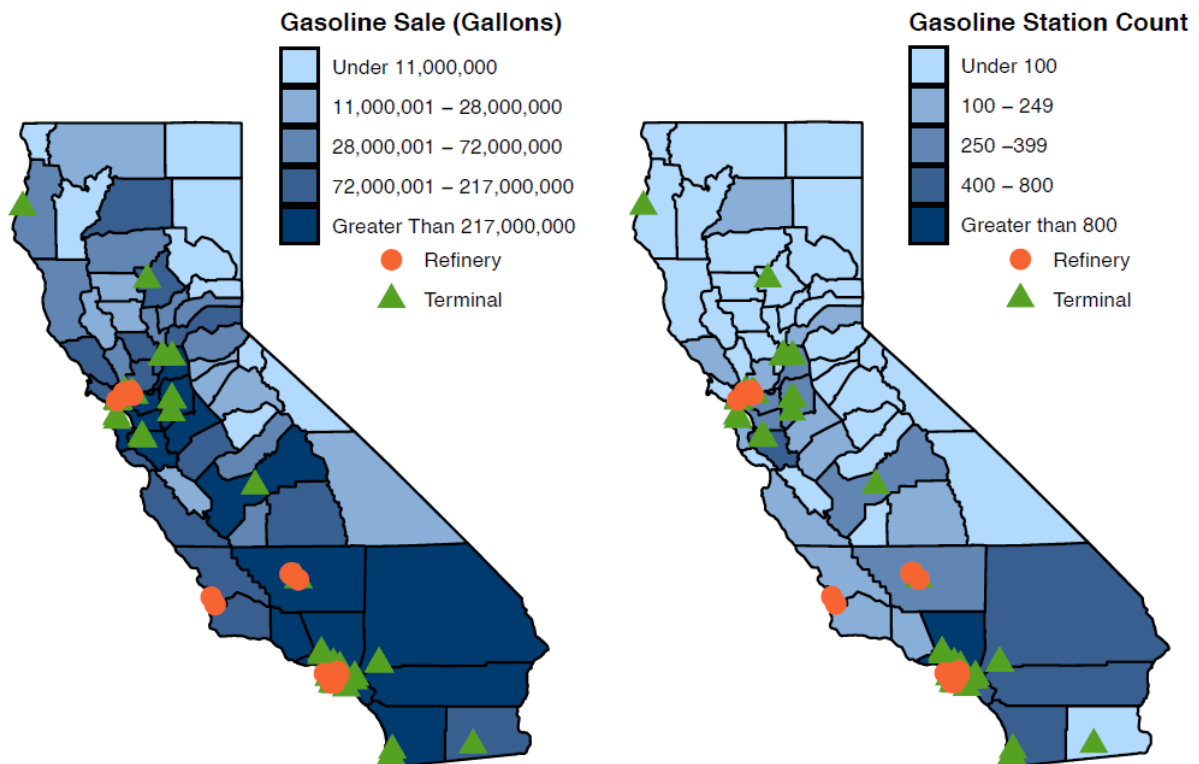 Gasoline Sale (Gallons)
Under 11,000,000
11,000,001 – 28,000,000
28,000,001 – 72,000,000
72,000,001 – 217,000,000
Greater Than 217,000,000
Refinery
Terminal
Gasoline Station Count
Under 100
100 – 249
250 –399
400 – 800
Greater than 800
Refinery
Terminal